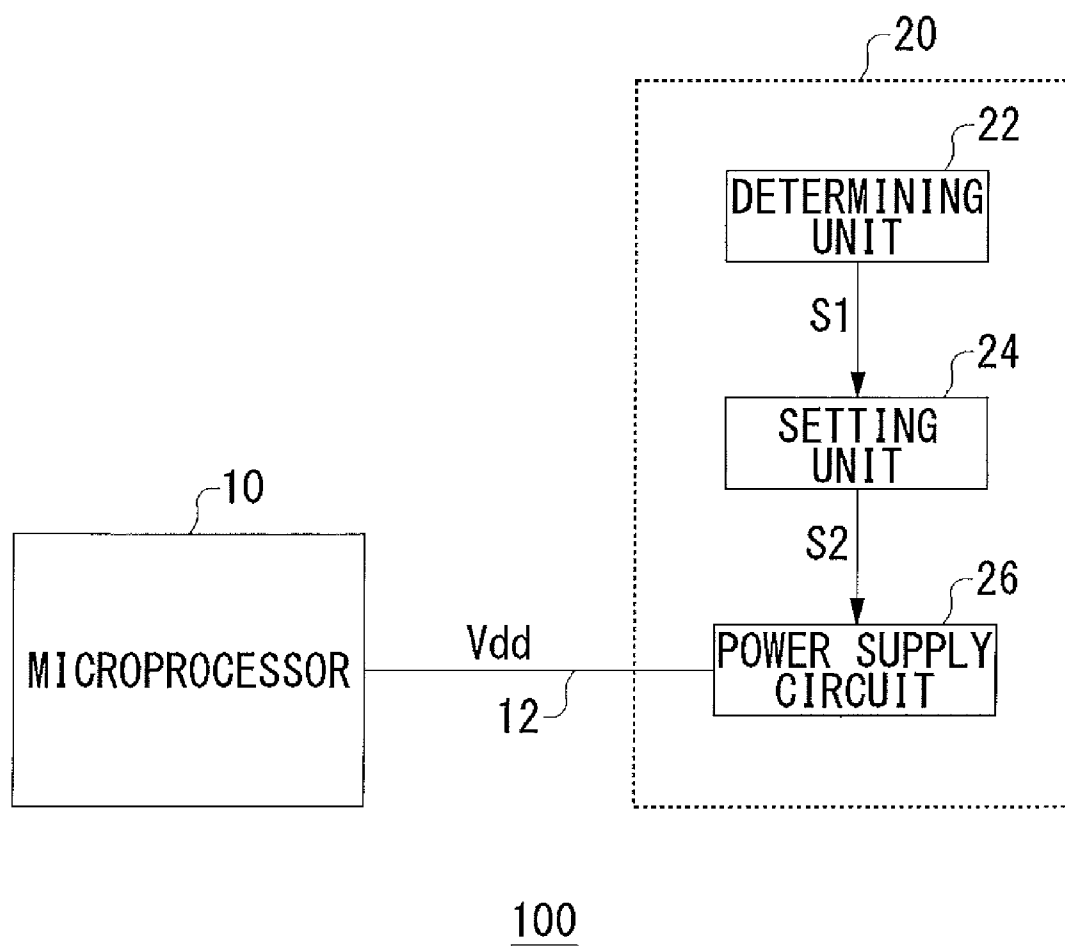 20
22
DETERMINING
UNIT
S1
24
SETTING
UNIT
10
S2
26
MICROPROCESSOR
Vdd
12
POWER SUPPLY
CIRCUIT
100